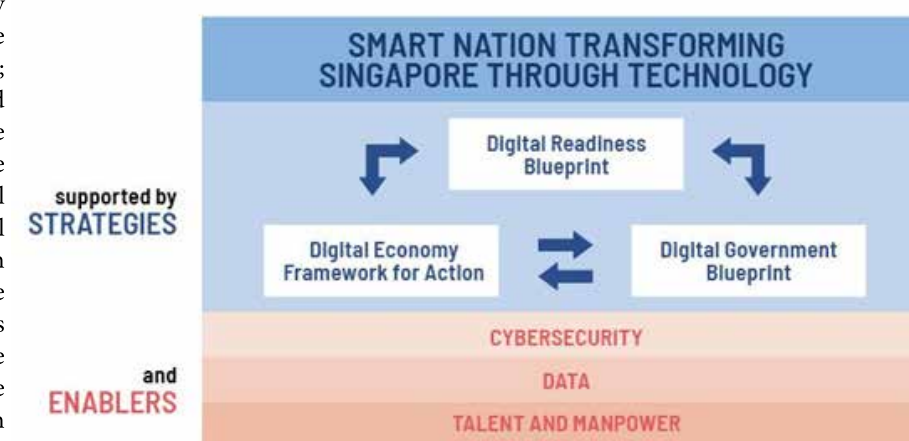 SMART NATION TRANSFORMING
SINGAPORE THROUGH TECHNOLOGY
supported by
STRATEGIES
Digital Readiness
Blueprint
Digital Economy
Framework for Action
Digital Government
Blueprint
and
ENABLERS
CYBERSECURITY
DATA
TALENT AND MANPOWER